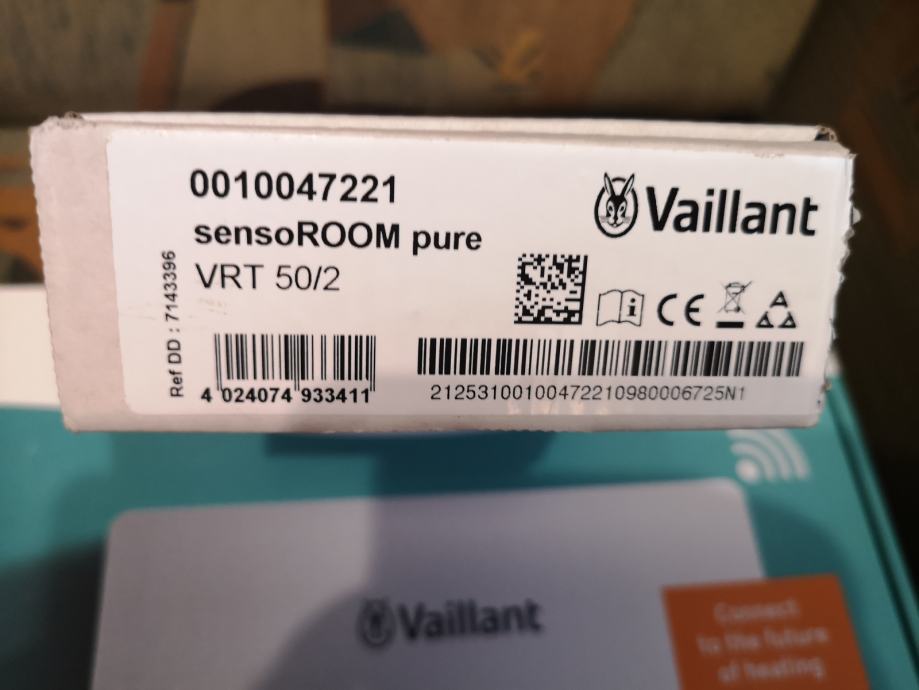 0010047221
sensoROOM pure
VRT 50/2
Vaillant
Ref DD : 7143396
4 024074 933411
21253100100472210980006725N1
Vaillant
Connect
to the future
of heating